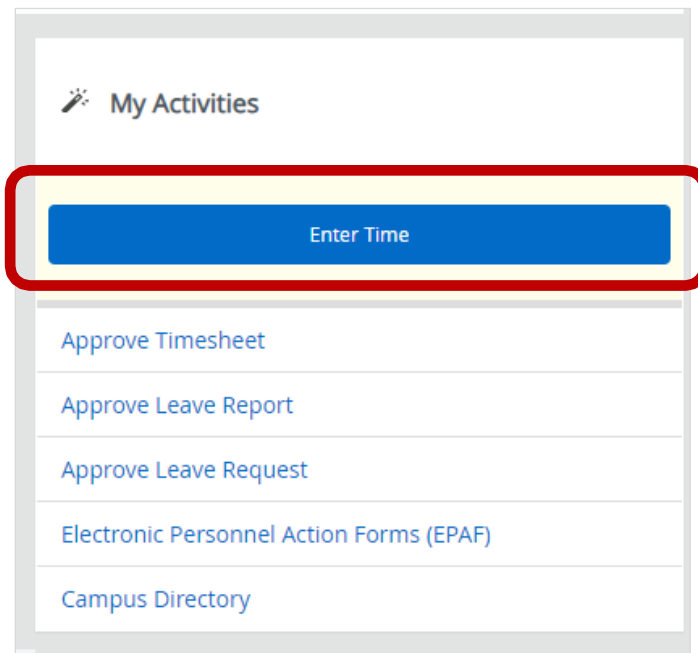 My Activities
Enter Time
Approve Timesheet
Approve Leave Report
Approve Leave Request
Electronic Personnel Action Forms (EPAF)
Campus Directory